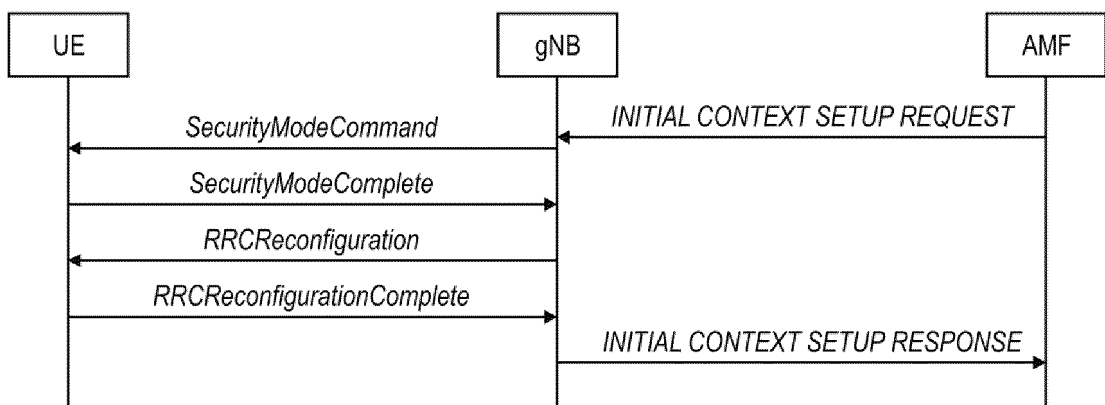 UE
gNB
AMF
INITIAL CONTEXT SETUP REQUEST
SecurityModeCommand
SecurityModeComplete
RRCReconfiguration
RRCReconfigurationComplete
INITIAL CONTEXT SETUP RESPONSE